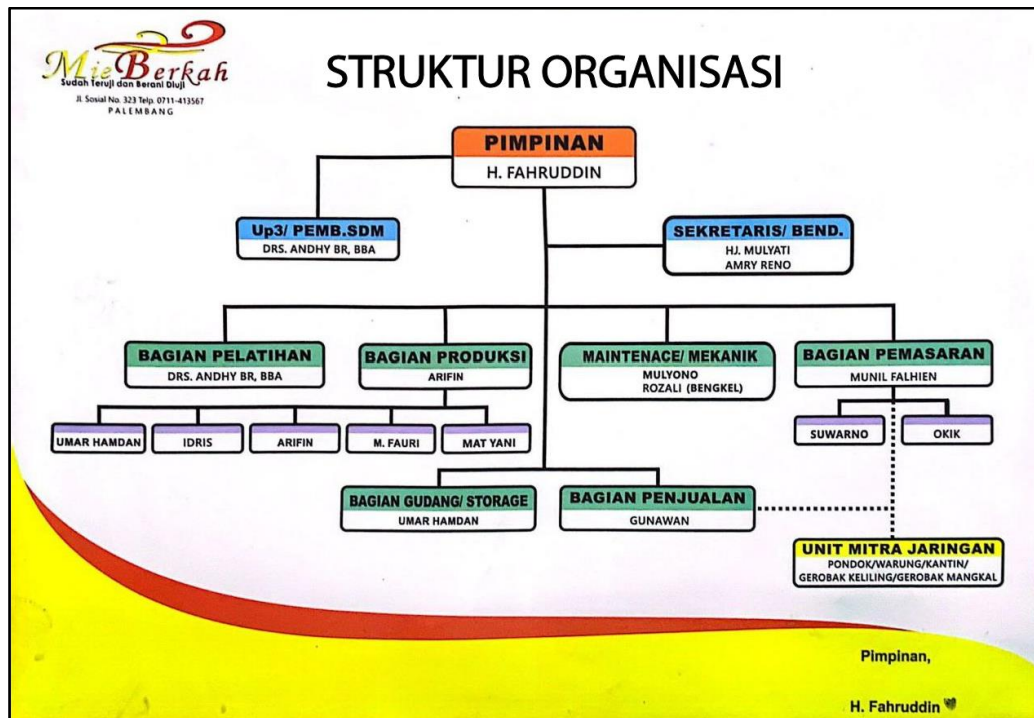 Mie Berkah
Sudah Teruji dan Berani Diuji
Jl. Sosial No. 323 Telp. 0711-413567
PALEMBANG
STRUKTUR ORGANISASI
PIMPINAN
H. FAHRUDDIN
Up3/ PEMB.SDM
DRS. ANDHY BR, BBA
SEKRETARIS/ BEND.
HJ. MULYATI
AMRY RENO
BAGIAN PELATIHAN
DRS. ANDHY BR, BBA
BAGIAN PRODUKSI
ARIFIN
MAINTENACE/ MEKANIK
MULYONO
ROZALI (BENGKEL)
BAGIAN PEMASARAN
MUNIL FALHIEN
UMAR HAMDAN
IDRIS
ARIFIN
M. FAURI
MAT YANI
SUWARNO
OKIK
BAGIAN GUDANG/ STORAGE
UMAR HAMDAN
BAGIAN PENJUALAN
GUNAWAN
UNIT MITRA JARINGAN
PONDOK/WARUNG/KANTIN/
GEROBAK KELILING/GEROBAK MANGKAL
Pimpinan,
H. Fahruddin